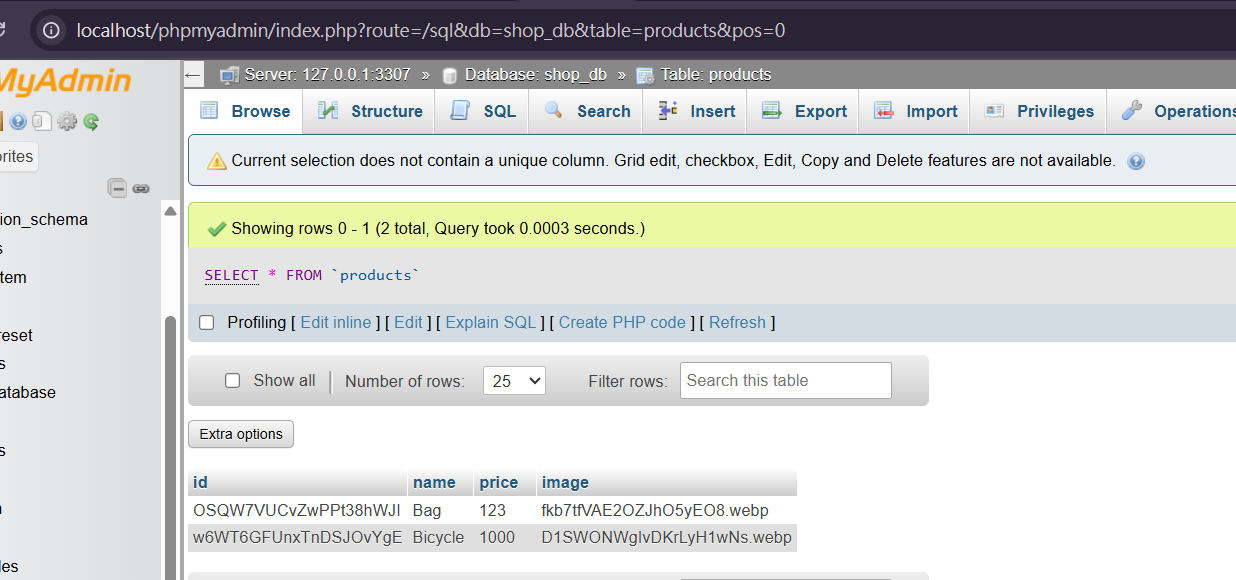 localhost/phpmyadmin/index.php?route=/sql&db=shop_db&table=products&pos=0
MyAdmin
Server: 127.0.0.1:3307 » Database: shop_db » Table: products
Browse Structure SQL Search Insert Export Import Privileges Operations
orites
Current selection does not contain a unique column. Grid edit, checkbox, Edit, Copy and Delete features are not available.
ion_schema
s
tem
reset
s
atabase
s
les
Showing rows 0 - 1 (2 total, Query took 0.0003 seconds.)
SELECT * FROM `products`
Profiling [ Edit inline ] [ Edit ] [ Explain SQL ] [ Create PHP code ] [ Refresh ]
Show all Number of rows: 25 Filter rows: Search this table
Extra options
id name price image
OSQW7VUCvZwPPt38hWJI Bag 123 fkb7tfVAE2OZJhO5yEO8.webp
w6WT6GFUnxTnDSJOvYgE Bicycle 1000 D1SWONWgIvDKrLyH1wNs.webp